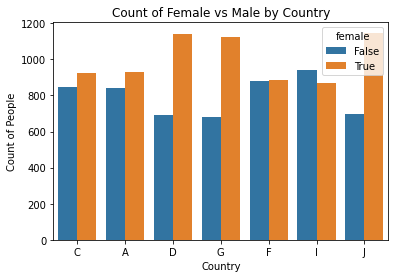 Count of Female vs Male by Country
female
False
True
1200
1000
800
600
400
200
0
Count of People
C A D G F I J
Country